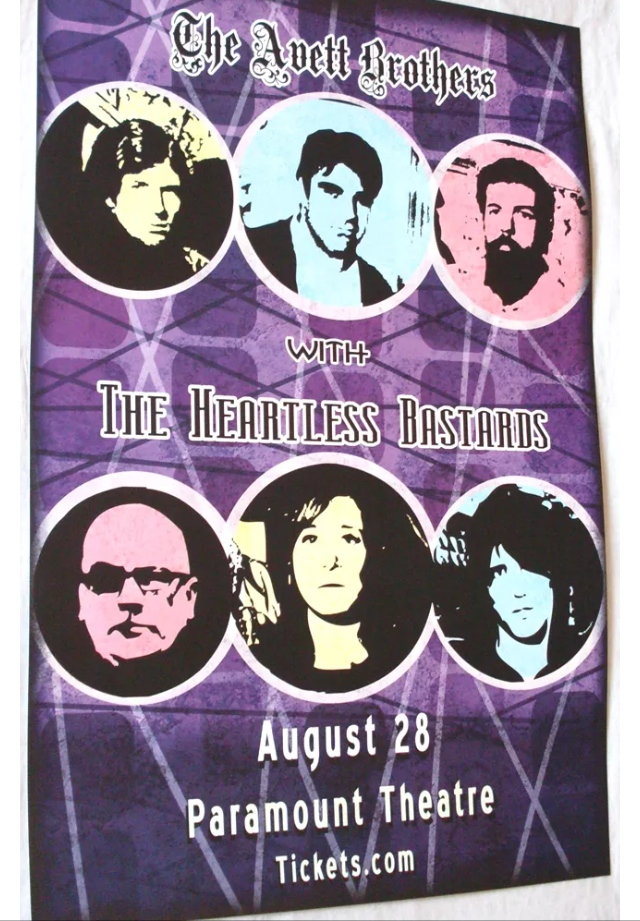 The Avett Brothers
WITH
THE HEARTLESS BASTARDS
August 28
Paramount Theatre
Tickets.com